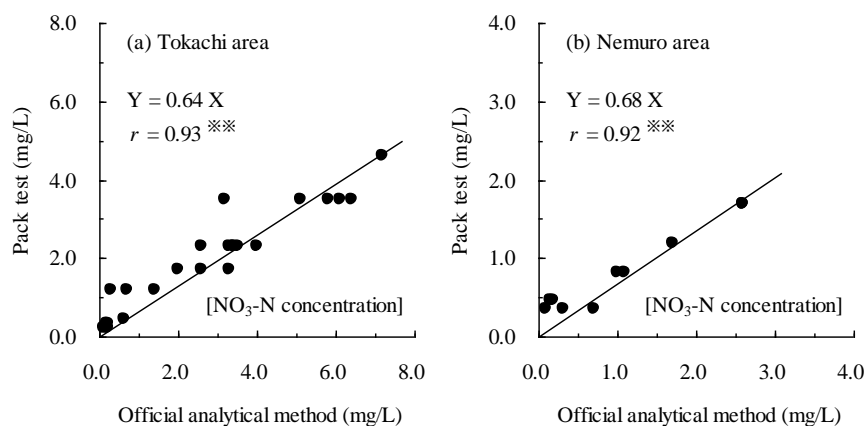 (a) Tokachi area
Y = 0.64 X
r = 0.93 ※※
[NO₃-N concentration]
Pack test (mg/L)
8.0
6.0
4.0
2.0
0.0
0.0 2.0 4.0 6.0 8.0
Official analytical method (mg/L)
(b) Nemuro area
Y = 0.68 X
r = 0.92 ※※
[NO₃-N concentration]
Pack test (mg/L)
4.0
3.0
2.0
1.0
0.0
0.0 1.0 2.0 3.0 4.0
Official analytical method (mg/L)